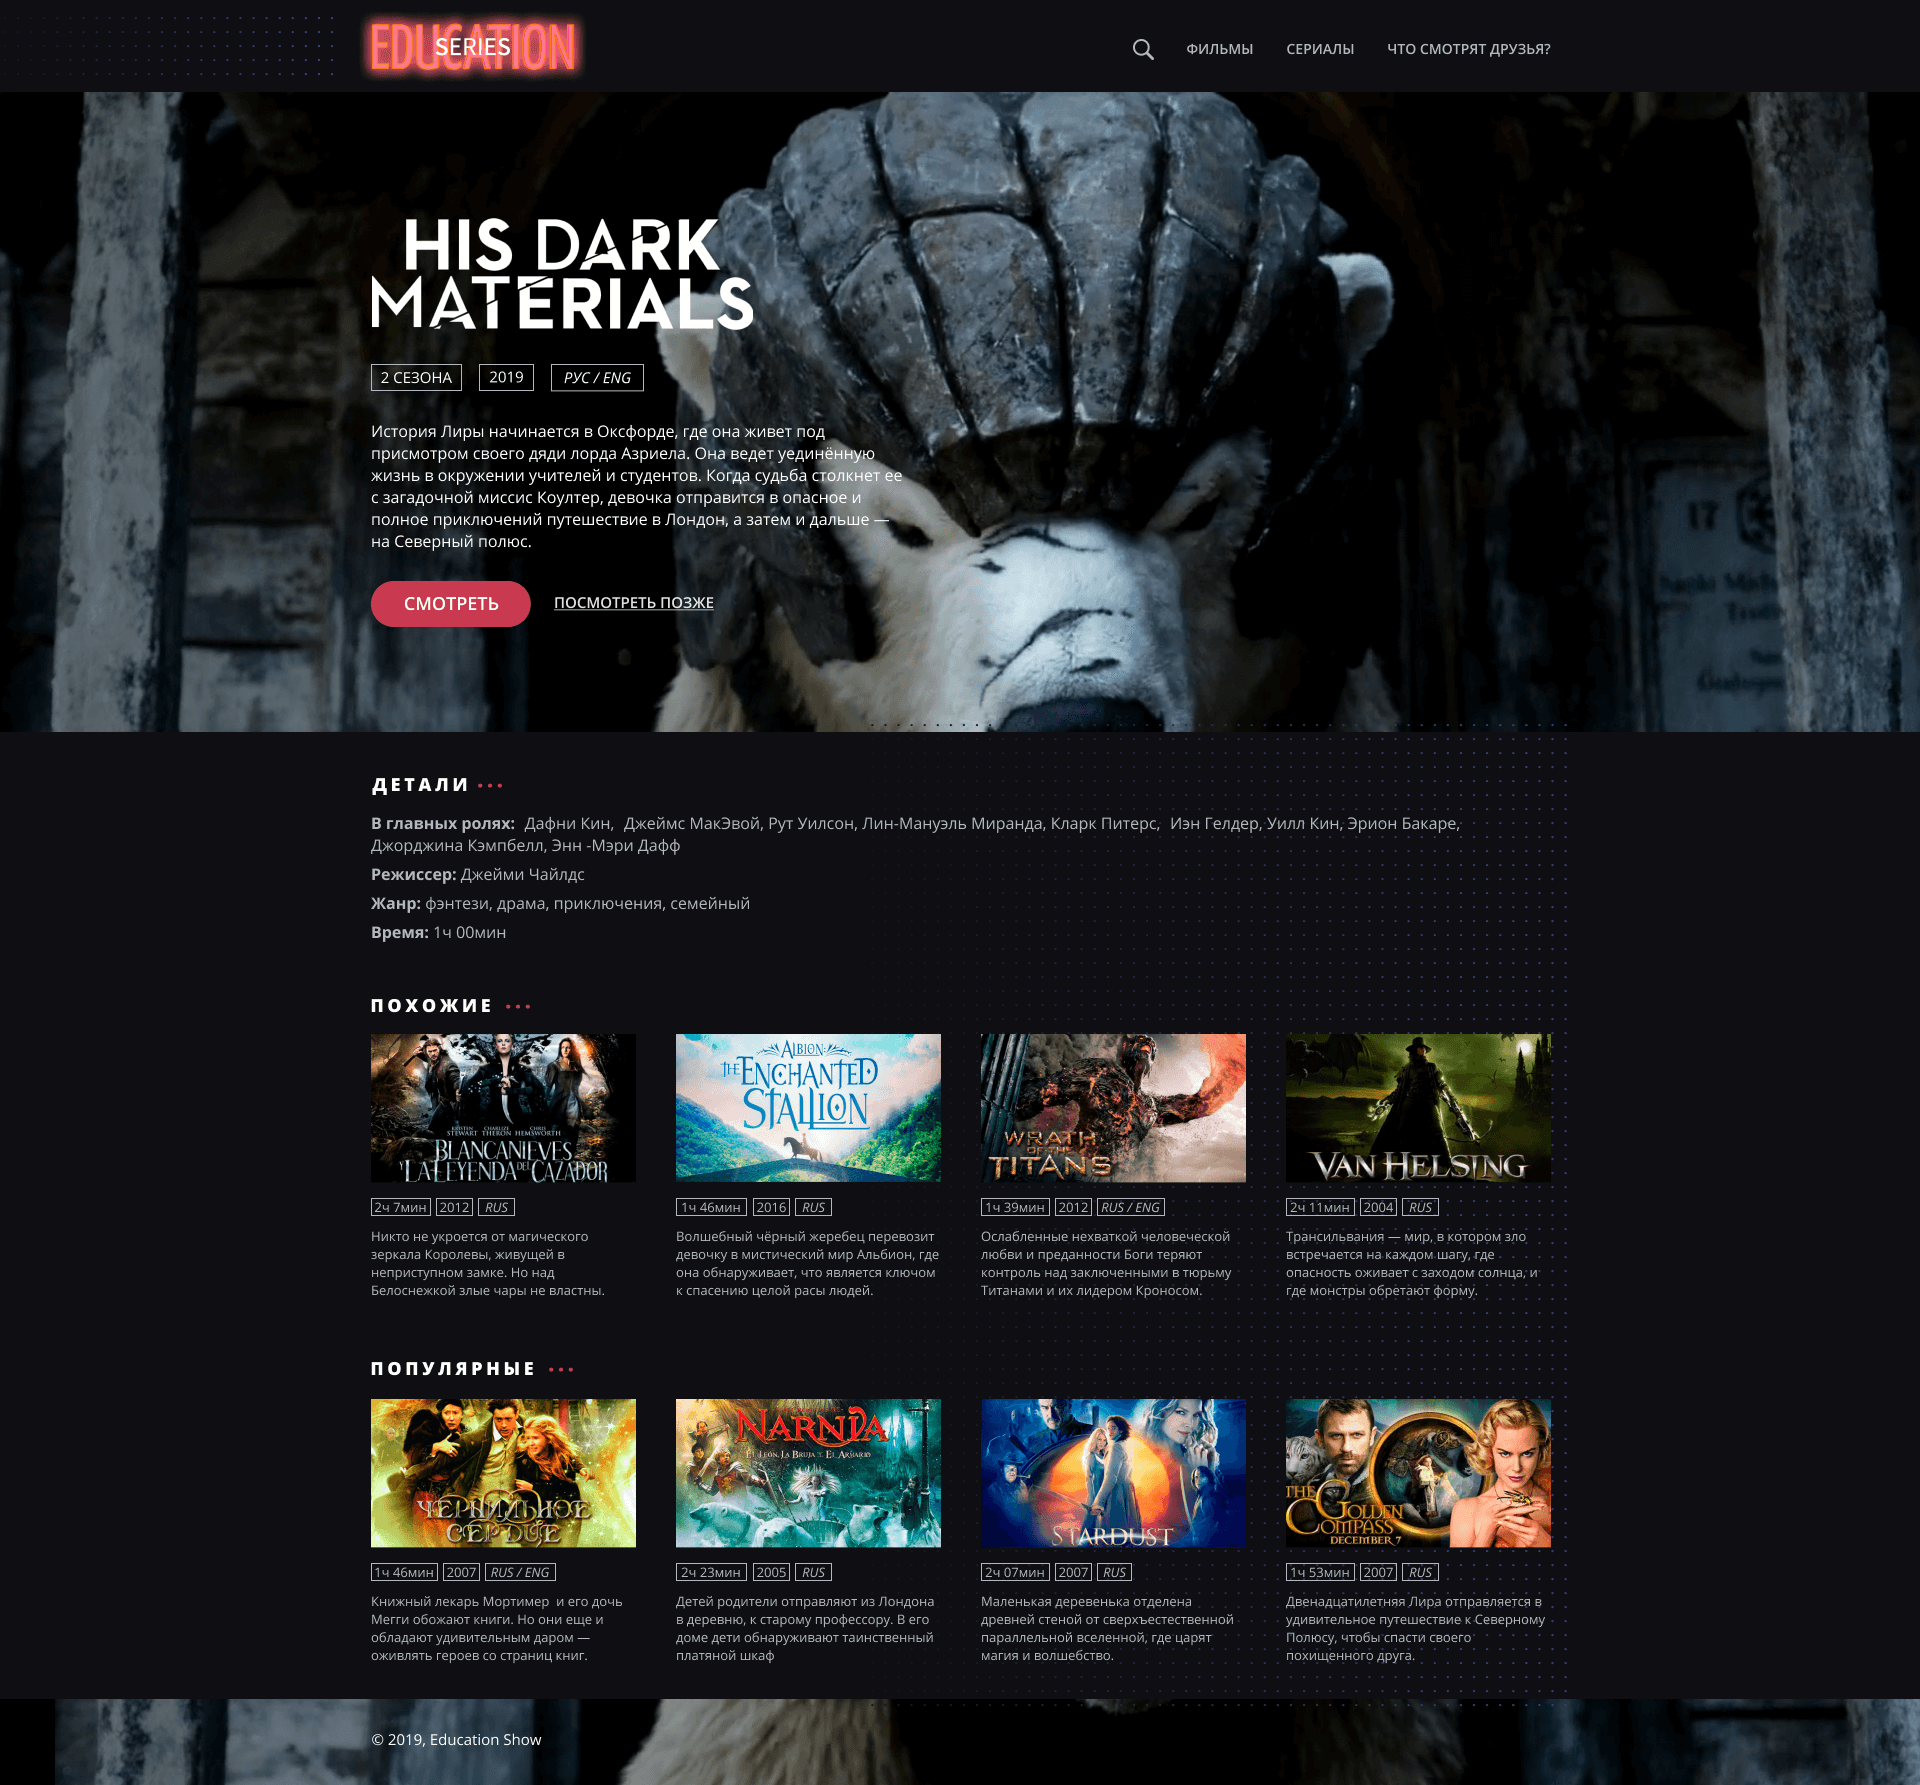 EDUCATION
SERIES
ФИЛЬМЫ
СЕРИАЛЫ
ЧТО СМОТРЯТ ДРУЗЬЯ?
HIS DARK
MATERIALS
2 СЕЗОНА
2019
РУС / ENG
История Лиры начинается в Оксфорде, где она живет под
присмотром своего дяди лорда Азриела. Она ведет уединённую
жизнь в окружении учителей и студентов. Когда судьба столкнет ее
с загадочной миссис Коултер, девочка отправится в опасное и
полное приключений путешествие в Лондон, а затем и дальше —
на Северный полюс.
СМОТРЕТЬ
ПОСМОТРЕТЬ ПОЗЖЕ
17
ДЕТАЛИ
В главных ролях: Дафни Кин, Джеймс МакЭвой, Рут Уилсон, Лин-Мануэль Миранда, Кларк Питерс, Иэн Гелдер, Уилл Кин, Эрион Бакаре,
Джорджина Кэмпбелл, Энн -Мэри Дафф
Режиссер: Джейми Чайлдс
Жанр: фэнтези, драма, приключения, семейный
Время: 1ч 00мин
ПОХОЖИЕ
KRISTEN CHARLIZE CHRIS
STEWART THERON HEMSWORTH
BLANCANIEVES
Y LA LEYENDA DEL CAZADOR
2ч 7мин
2012
RUS
Никто не укроется от магического
зеркала Королевы, живущей в
неприступном замке. Но над
Белоснежкой злые чары не властны.
ALBION:
THE ENCHANTED
STALLION
1ч 46мин
2016
RUS
Волшебный чёрный жеребец перевозит
девочку в мистический мир Альбион, где
она обнаруживает, что является ключом
к спасению целой расы людей.
WRATH
OF THE
TITANS
1ч 39мин
2012
RUS / ENG
Ослабленные нехваткой человеческой
любви и преданности Боги теряют
контроль над заключенными в тюрьму
Титанами и их лидером Кроносом.
VAN HELSING
2ч 11мин
2004
RUS
Трансильвания — мир, в котором зло
встречается на каждом шагу, где
опасность оживает с заходом солнца, и
где монстры обретают форму.
ПОПУЛЯРНЫЕ
ЧЕРНИЛЬНОЕ
СЕРДЦЕ
1ч 46мин
2007
RUS / ENG
Книжный лекарь Мортимер и его дочь
Мегги обожают книги. Но они еще и
обладают удивительным даром —
оживлять героев со страниц книг.
NARNIA
EL LEÓN, LA BRUJA Y EL ARMARIO
2ч 23мин
2005
RUS
Детей родители отправляют из Лондона
в деревню, к старому профессору. В его
доме дети обнаруживают таинственный
платяной шкаф
STARDUST
2ч 07мин
2007
RUS
Маленькая деревенька отделена
древней стеной от сверхъестественной
параллельной вселенной, где царят
магия и волшебство.
THE
GOLDEN
COMPASS
DECEMBER 7
1ч 53мин
2007
RUS
Двенадцатилетняя Лира отправляется в
удивительное путешествие к Северному
Полюсу, чтобы спасти своего
похищенного друга.
© 2019, Education Show